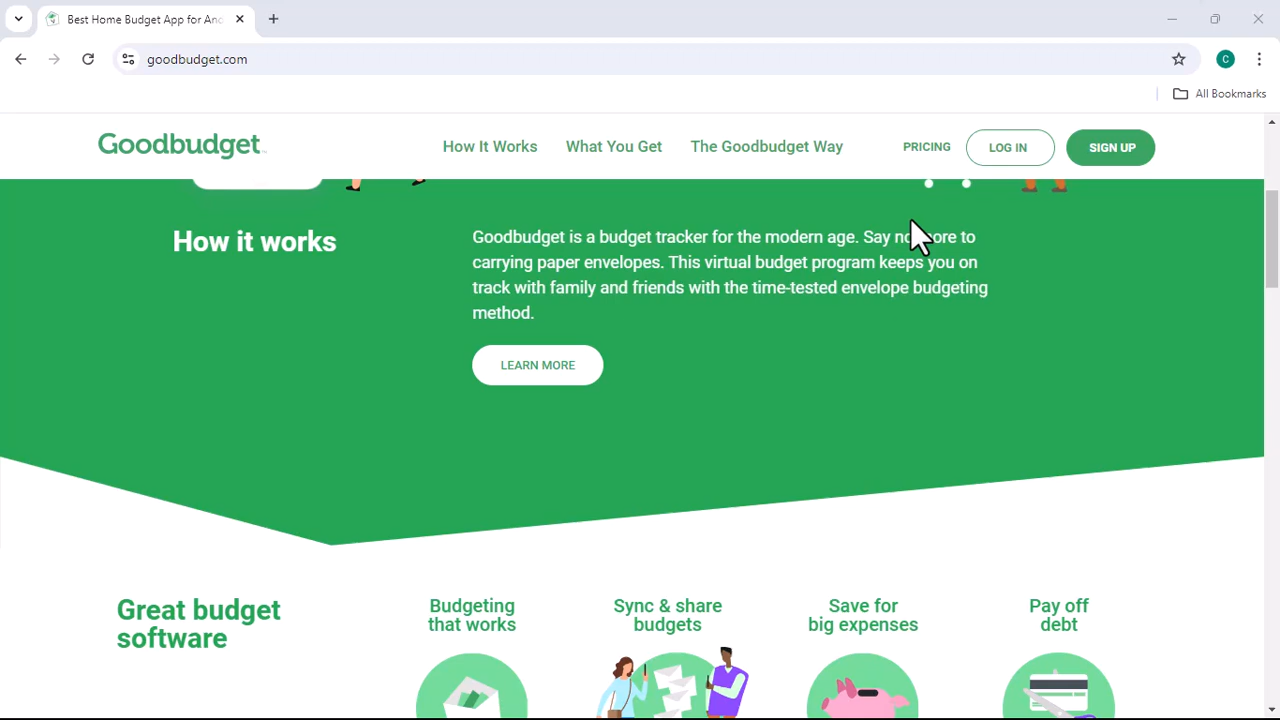 Best Home Budget App for And
goodbudget.com
C
All Bookmarks
Goodbudget
How It Works
What You Get
The Goodbudget Way
PRICING
LOG IN
SIGN UP
How it works
Goodbudget is a budget tracker for the modern age. Say no more to
carrying paper envelopes. This virtual budget program keeps you on
track with family and friends with the time-tested envelope budgeting
method.
LEARN MORE
Great budget
software
Budgeting
that works
Sync & share
budgets
Save for
big expenses
Pay off
debt